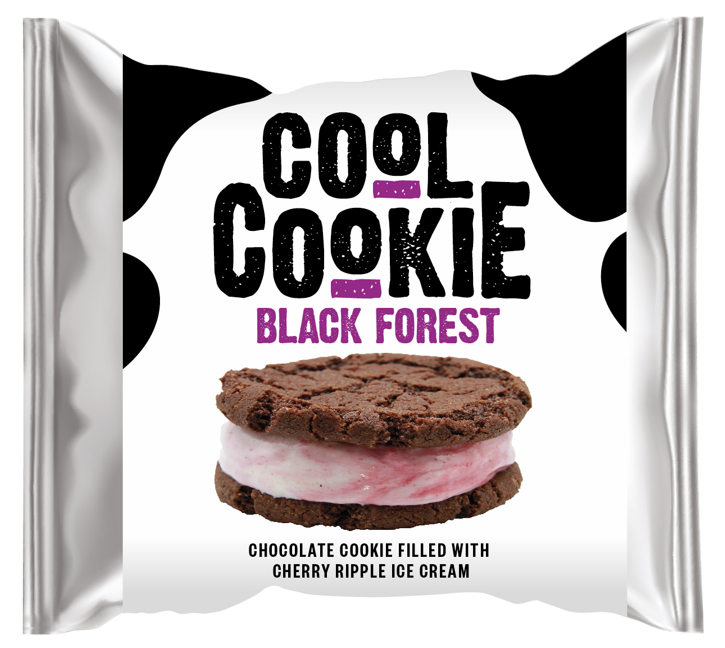 COOL
COOKIE
BLACK FOREST
CHOCOLATE COOKIE FILLED WITH
CHERRY RIPPLE ICE CREAM